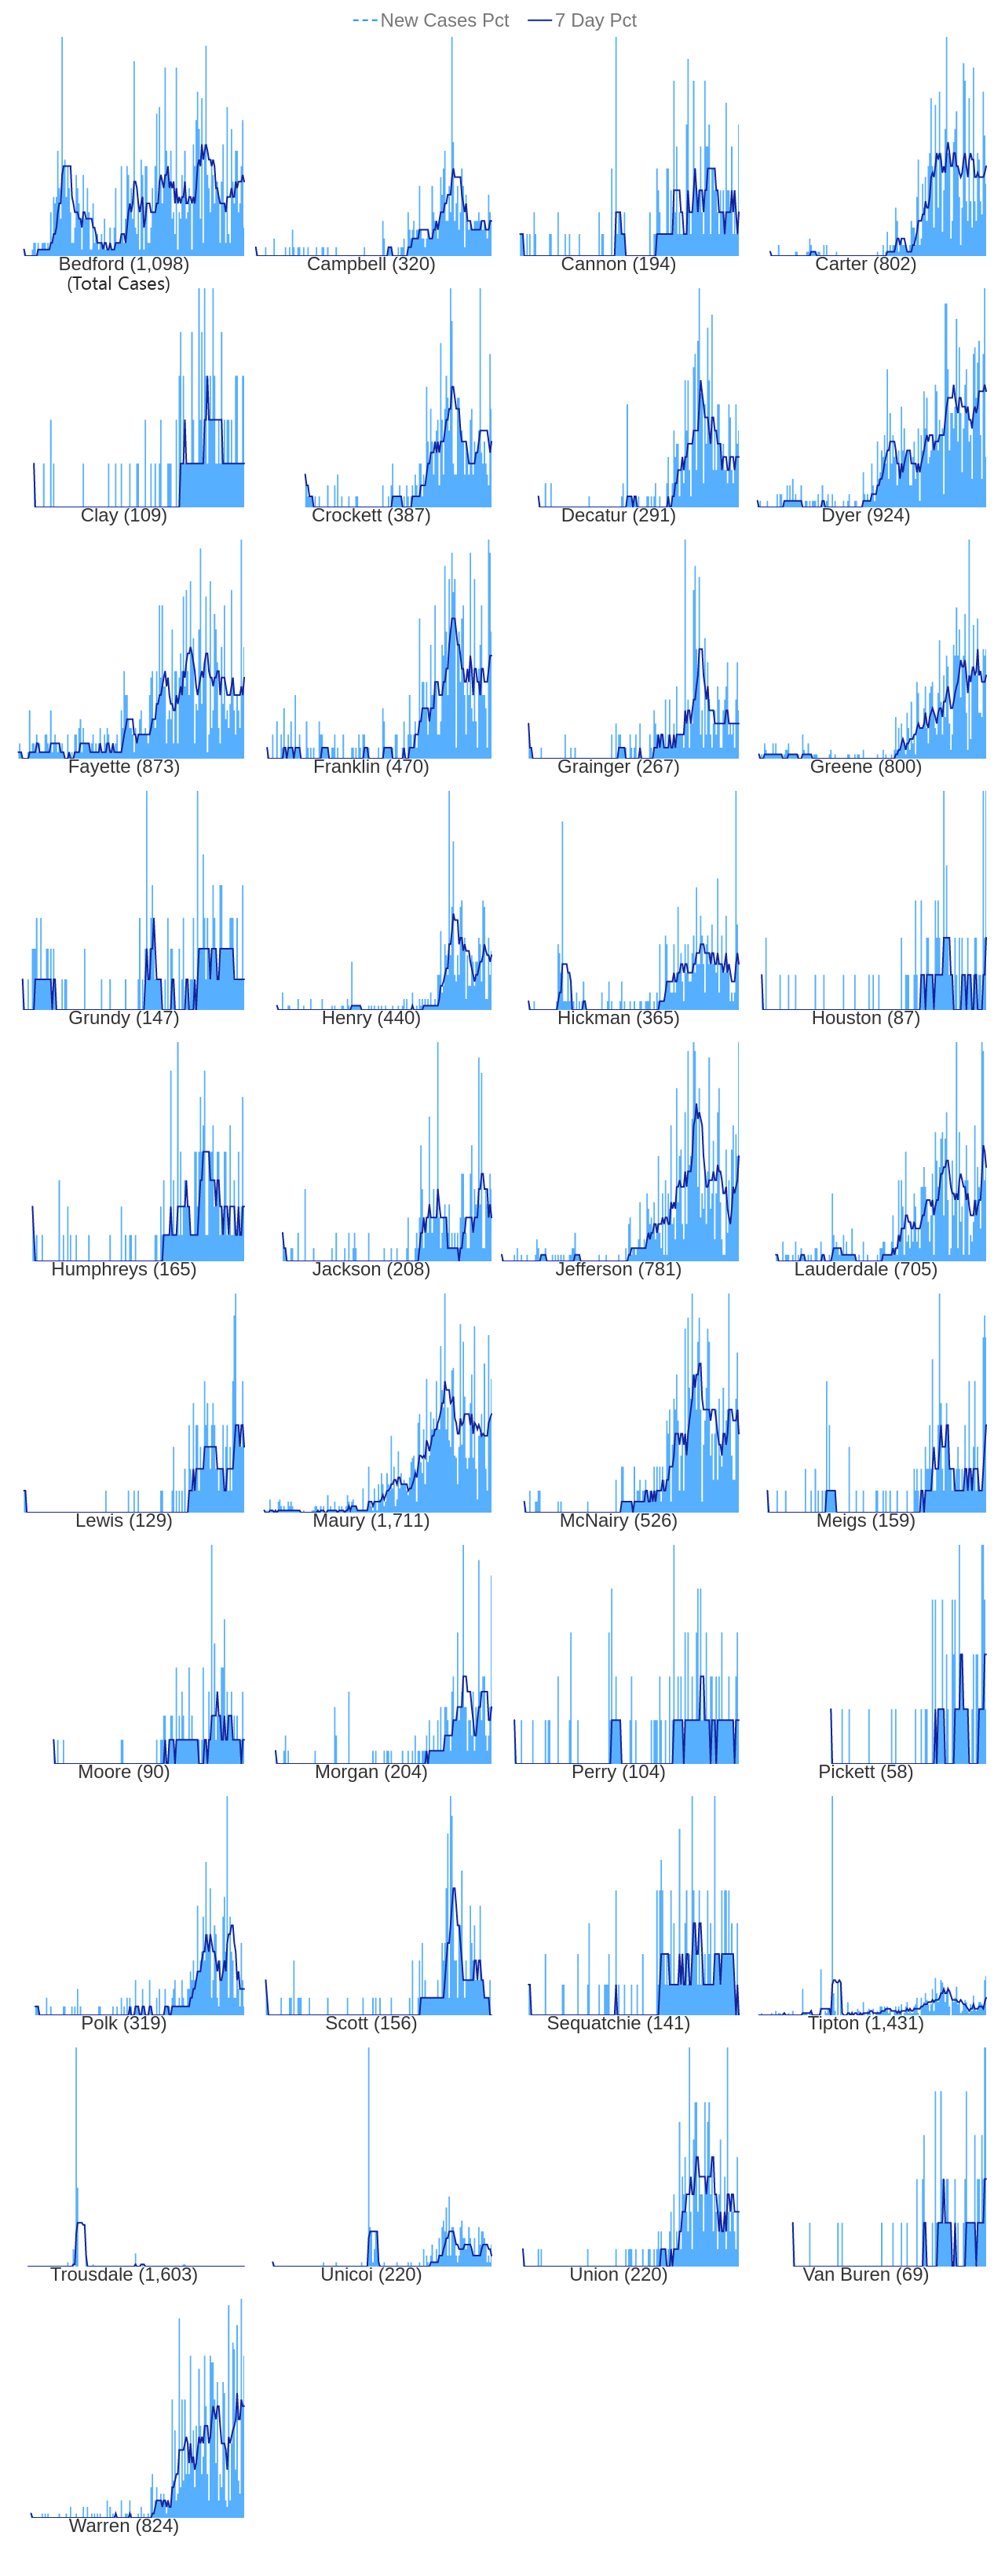 New Cases Pct 7 Day Pct
Bedford (1,098) Campbell (320) Cannon (194) Carter (802)
(Total Cases)
Clay (109) Crockett (387) Decatur (291) Dyer (924)
Fayette (873) Franklin (470) Grainger (267) Greene (800)
Grundy (147) Henry (440) Hickman (365) Houston (87)
Humphreys (165) Jackson (208) Jefferson (781) Lauderdale (705)
Lewis (129) Maury (1,711) McNairy (526) Meigs (159)
Moore (90) Morgan (204) Perry (104) Pickett (58)
Polk (319) Scott (156) Sequatchie (141) Tipton (1,431)
Trousdale (1,603) Unicoi (220) Union (220) Van Buren (69)
Warren (824)